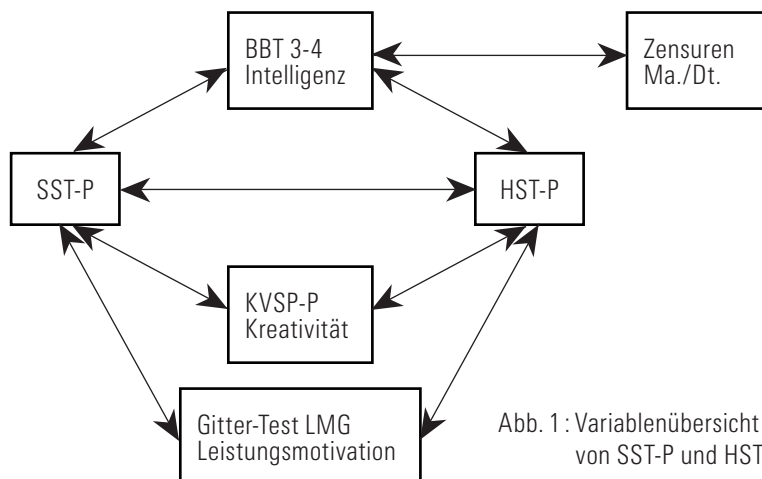 BBT 3-4
Intelligenz
Zensuren
Ma./Dt.
SST-P
HST-P
KVSP-P
Kreativität
Gitter-Test LMG
Leistungsmotivation
Abb. 1: Variablenübersicht
von SST-P und HST